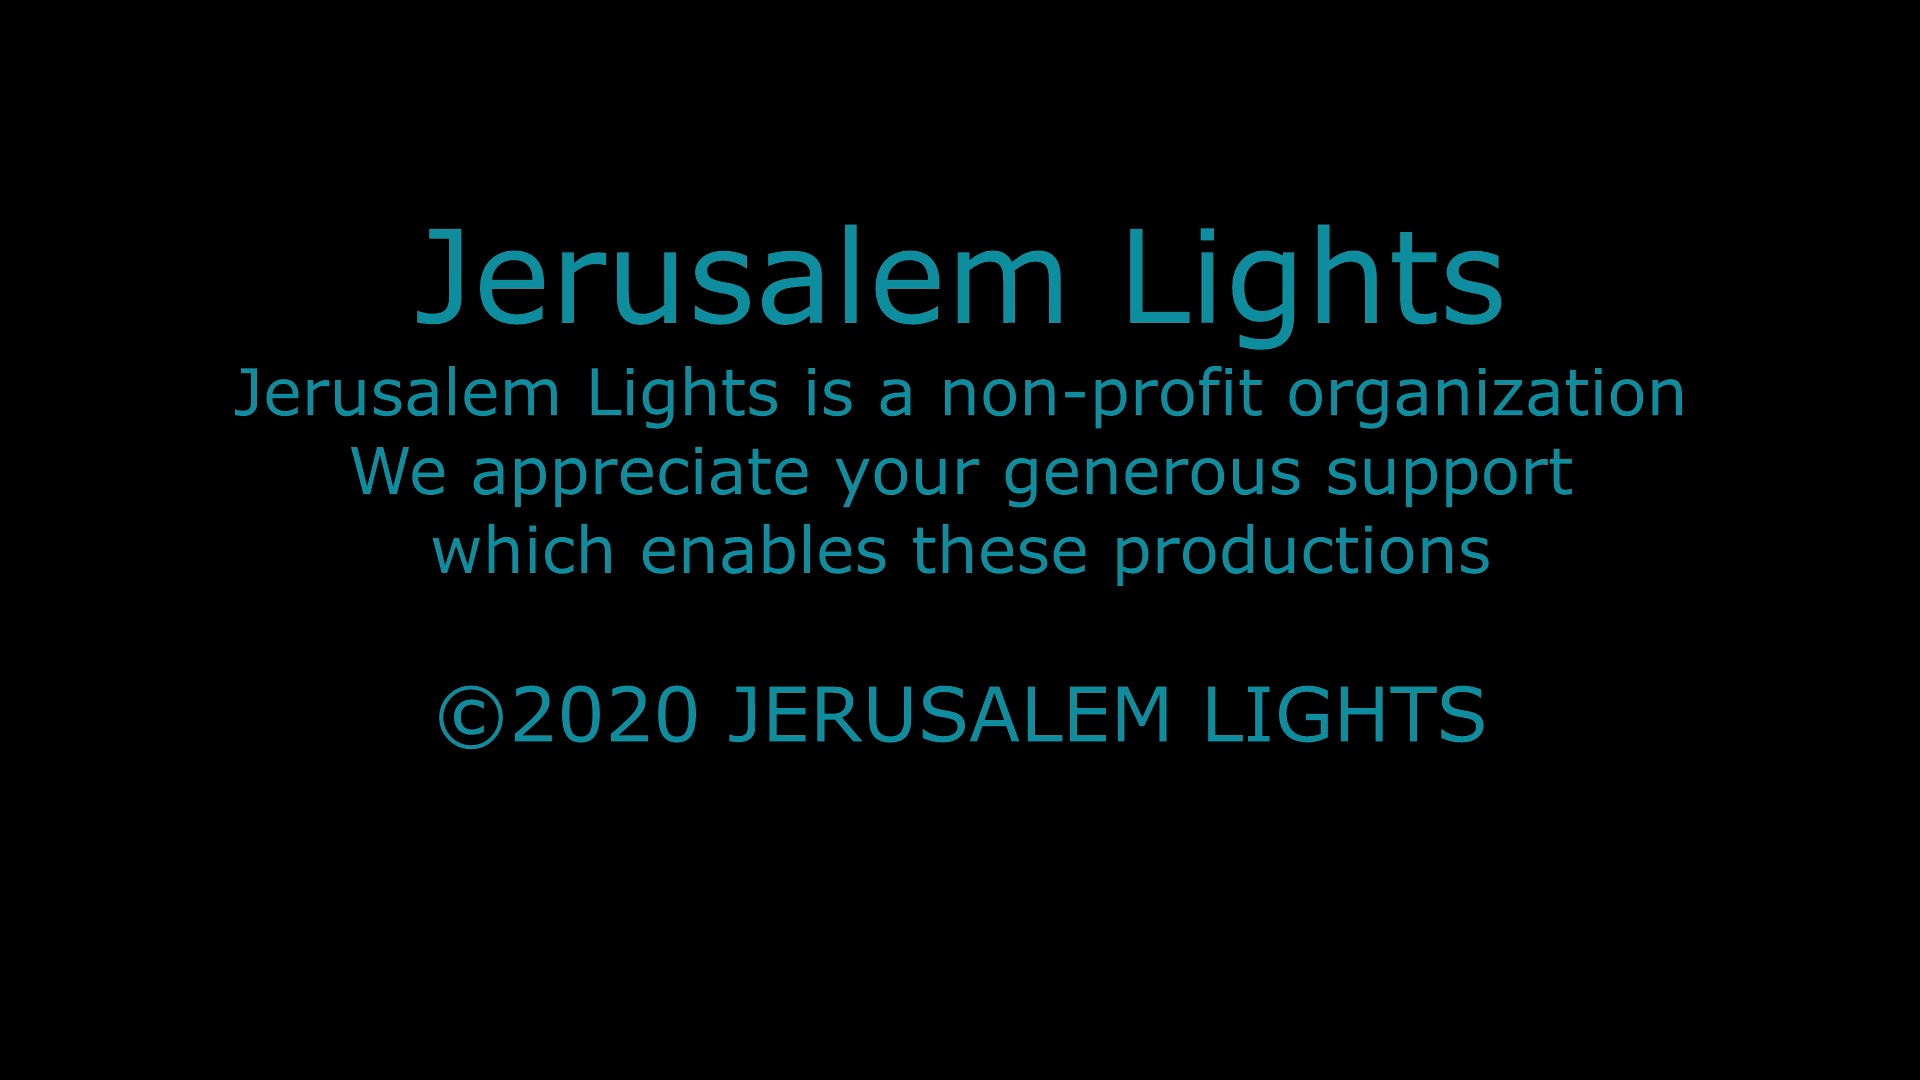 Jerusalem Lights
Jerusalem Lights is a non-profit organization
We appreciate your generous support
which enables these productions
©2020 JERUSALEM LIGHTS